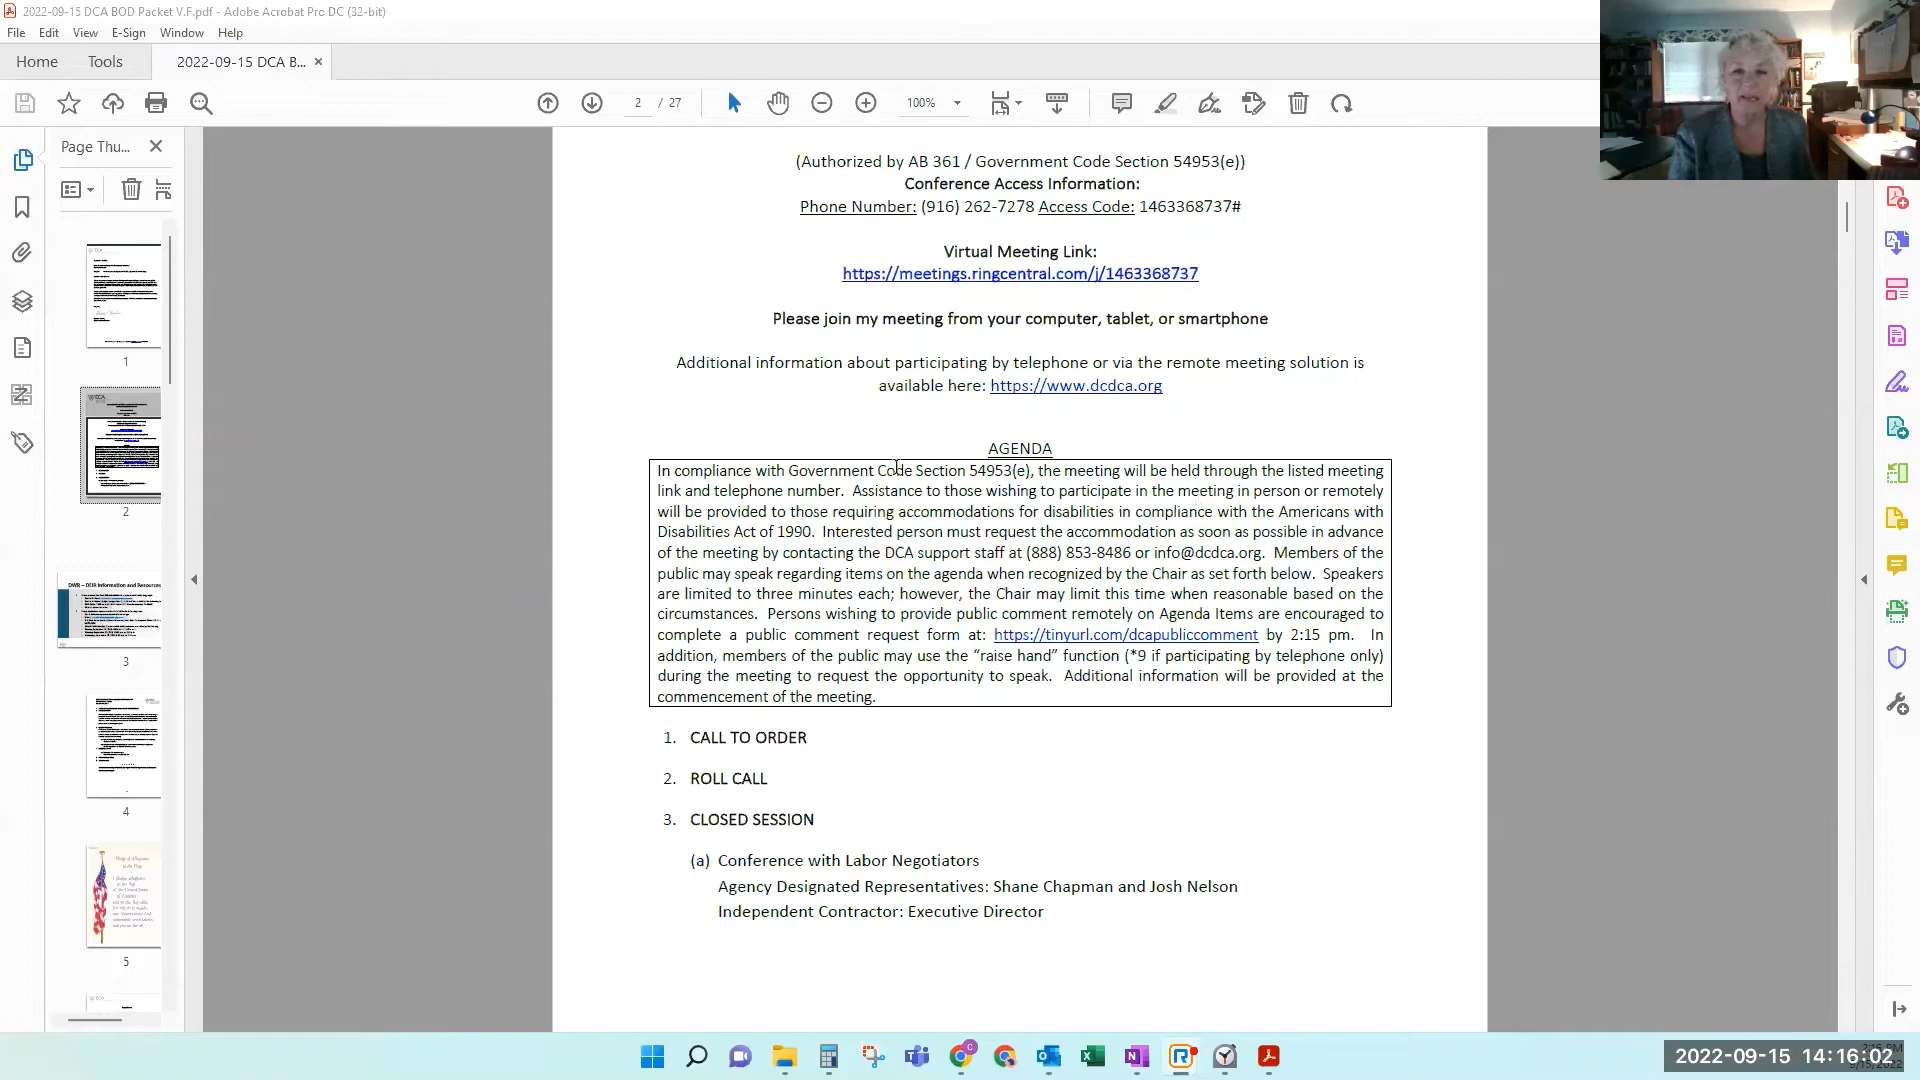 2022-09-15 DCA BOD Packet V.F.pdf - Adobe Acrobat Pro DC (32-bit)
File Edit View E-Sign Window Help
Home Tools 2022-09-15 DCA B... ×
2 / 27 100%
Page Thu...
(Authorized by AB 361 / Government Code Section 54953(e))
Conference Access Information:
Phone Number: (916) 262-7278 Access Code: 1463368737#
Virtual Meeting Link:
https://meetings.ringcentral.com/j/1463368737
Please join my meeting from your computer, tablet, or smartphone
Additional information about participating by telephone or via the remote meeting solution is
available here: https://www.dcdca.org
AGENDA
In compliance with Government Code Section 54953(e), the meeting will be held through the listed meeting
link and telephone number. Assistance to those wishing to participate in the meeting in person or remotely
will be provided to those requiring accommodations for disabilities in compliance with the Americans with
Disabilities Act of 1990. Interested person must request the accommodation as soon as possible in advance
of the meeting by contacting the DCA support staff at (888) 853-8486 or info@dcdca.org. Members of the
public may speak regarding items on the agenda when recognized by the Chair as set forth below. Speakers
are limited to three minutes each; however, the Chair may limit this time when reasonable based on the
circumstances. Persons wishing to provide public comment remotely on Agenda Items are encouraged to
complete a public comment request form at: https://tinyurl.com/dcapubliccomment by 2:15 pm. In
addition, members of the public may use the “raise hand” function (*9 if participating by telephone only)
during the meeting to request the opportunity to speak. Additional information will be provided at the
commencement of the meeting.
1. CALL TO ORDER
2. ROLL CALL
3. CLOSED SESSION
(a) Conference with Labor Negotiators
Agency Designated Representatives: Shane Chapman and Josh Nelson
Independent Contractor: Executive Director
1
2
DWR – DEIR Information and Resources
3
4
5
2022-09-15 14:16:02